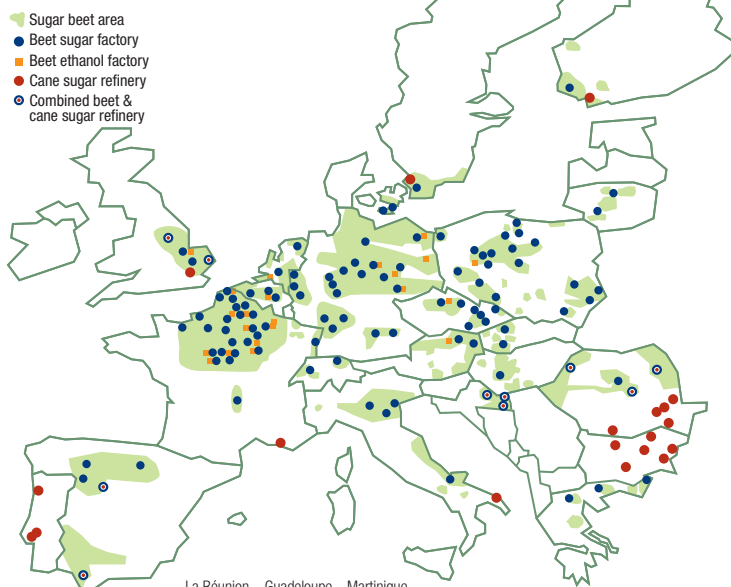 Sugar beet area
Beet sugar factory
Beet ethanol factory
Cane sugar refinery
Combined beet &
cane sugar refinery
La Réunion Guadeloupe Martinique